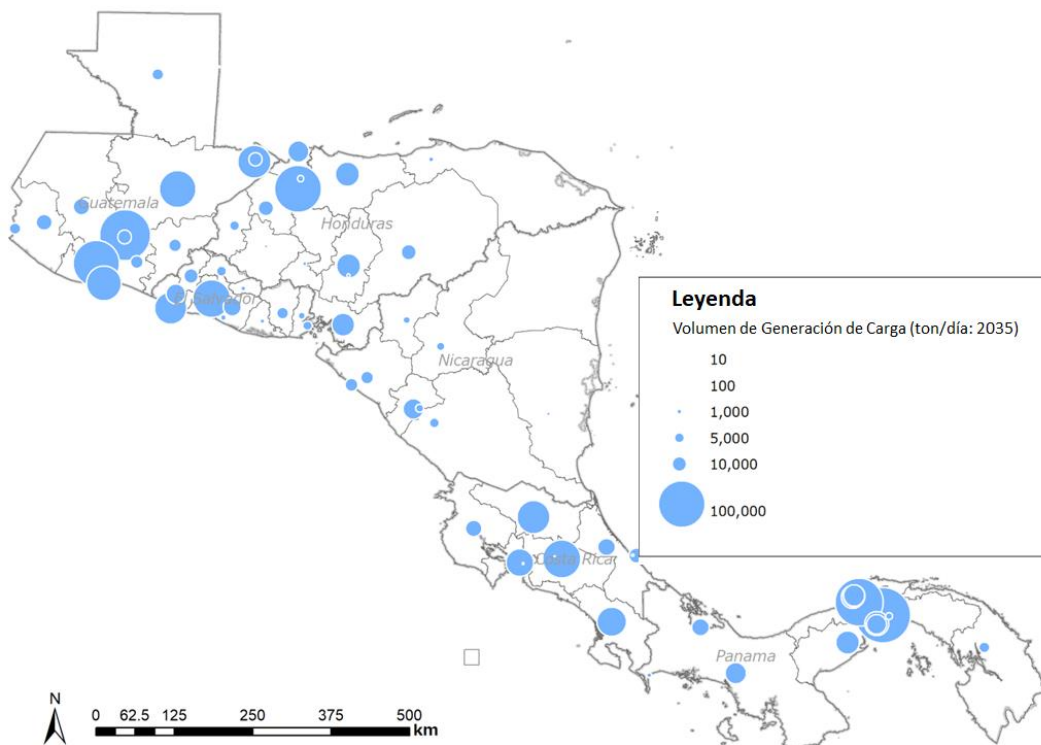 Guatemala
Honduras
El Salvador
Nicaragua
Costa Rica
Panama
Leyenda
Volumen de Generación de Carga (ton/día: 2035)
10
100
1,000
5,000
10,000
100,000
N
0 62.5 125 250 375 500
km